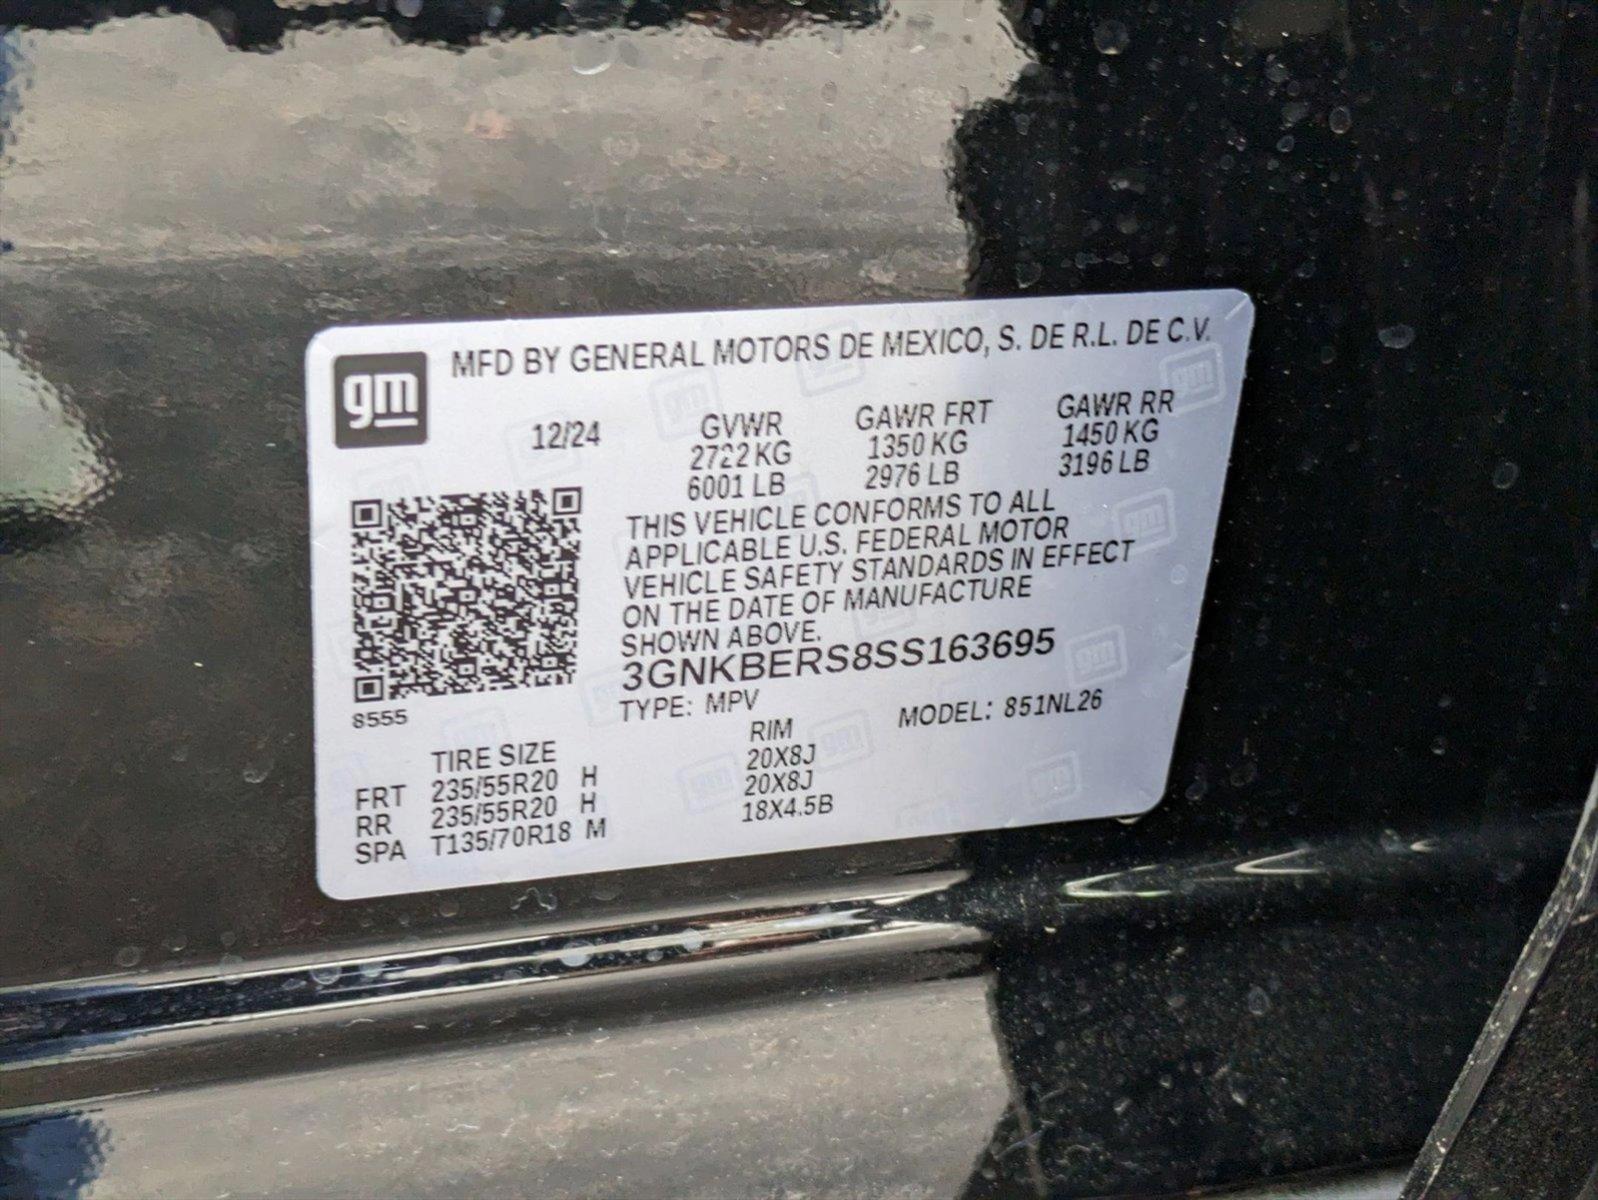 gm
MFD BY GENERAL MOTORS DE MEXICO, S. DE R.L. DE C.V.
12/24 GVWR GAWR FRT GAWR RR
2722 KG 1350 KG 1450 KG
6001 LB 2976 LB 3196 LB
THIS VEHICLE CONFORMS TO ALL
APPLICABLE U.S. FEDERAL MOTOR
VEHICLE SAFETY STANDARDS IN EFFECT
ON THE DATE OF MANUFACTURE
SHOWN ABOVE.
3GNKBERS8SS163695
8555
TYPE: MPV MODEL: 851NL26
TIRE SIZE RIM
FRT 235/55R20 H 20X8J
RR 235/55R20 H 20X8J
SPA T135/70R18 M 18X4.5B